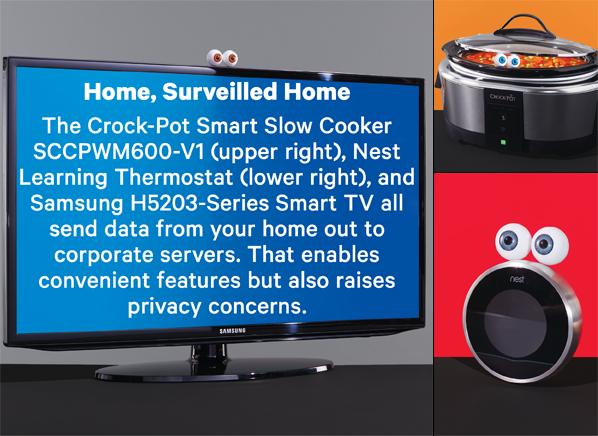 Home, Surveilled Home
The Crock-Pot Smart Slow Cooker
SCCPWM600-V1 (upper right), Nest
Learning Thermostat (lower right), and
Samsung H5203-Series Smart TV all
send data from your home out to
corporate servers. That enables
convenient features but also raises
privacy concerns.
SAMSUNG
CROCK-POT
nest